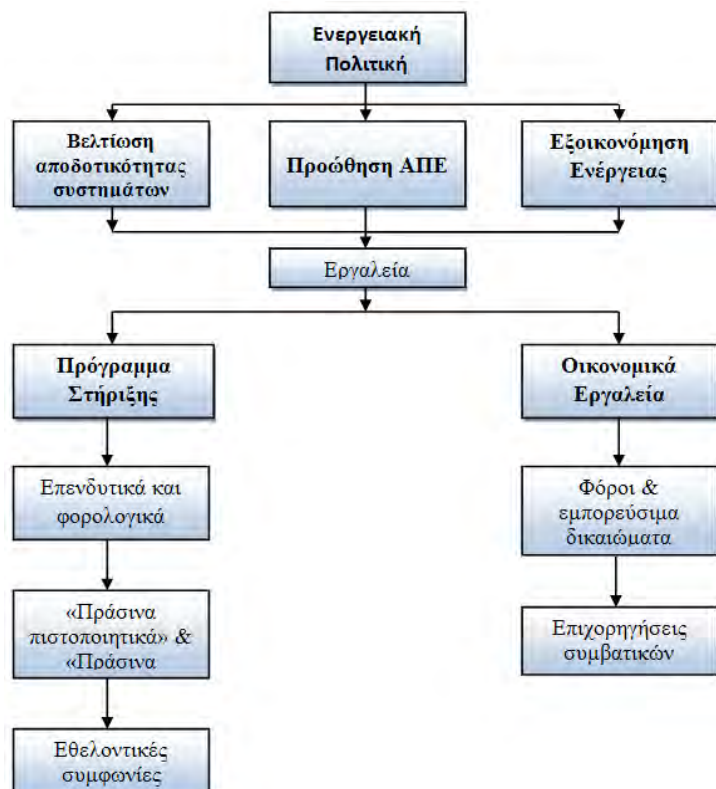 Ενεργειακή
Πολιτική
Βελτίωση
αποδοτικότητας
συστημάτων
Προώθηση ΑΠΕ
Εξοικονόμηση
Ενέργειας
Εργαλεία
Πρόγραμμα
Στήριξης
Οικονομικά
Εργαλεία
Επενδυτικά και
φορολογικά
Φόροι &
εμπορεύσιμα
δικαιώματα
«Πράσινα
πιστοποιητικά» &
«Πράσινα
Επιχορηγήσεις
συμβατικών
Εθελοντικές
συμφωνίες